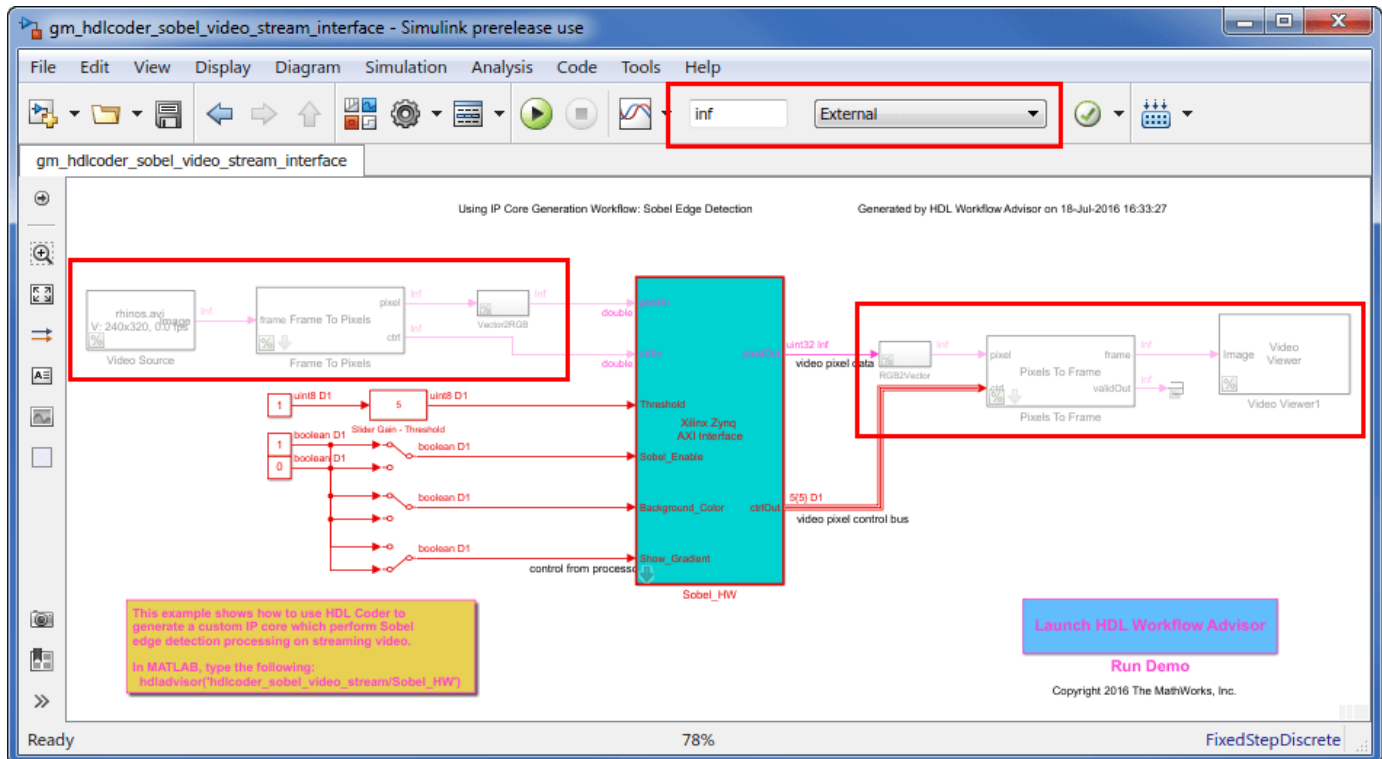 gm_hdlcoder_sobel_video_stream_interface - Simulink prerelease use
File Edit View Display Diagram Simulation Analysis Code Tools Help
inf External
gm_hdlcoder_sobel_video_stream_interface
Using IP Core Generation Workflow: Sobel Edge Detection
Generated by HDL Workflow Advisor on 18-Jul-2016 16:33:27
rhinos.avi
V: 240x320, 0.0 fps
Image
Inf
Video Source
frame Frame To Pixels
pixel
ctrl
Inf
Inf
Frame To Pixels
Vector2RGB
Inf
double
double
pixelIn
ctrlIn
Threshold
Sobel_Enable
Background_Color
Show_Gradient
Xilinx Zynq
AXI Interface
pixelOut
ctrlOut
Sobel_HW
1
uint8 D1
5
uint8 D1
Slider Gain - Threshold
1
boolean D1
0
boolean D1
boolean D1
boolean D1
boolean D1
control from processor
uint32 Inf
video pixel data
RGB2Vector
Inf
5{5} D1
video pixel control bus
pixel
ctrl
Pixels To Frame
frame
validOut
Inf
Inf
Pixels To Frame
Image
Video
Viewer
Video Viewer1
This example shows how to use HDL Coder to
generate a custom IP core which perform Sobel
edge detection processing on streaming video.
In MATLAB, type the following:
hdladvisor('hdlcoder_sobel_video_stream/Sobel_HW')
Launch HDL Workflow Advisor
Run Demo
Copyright 2016 The MathWorks, Inc.
Ready 78% FixedStepDiscrete